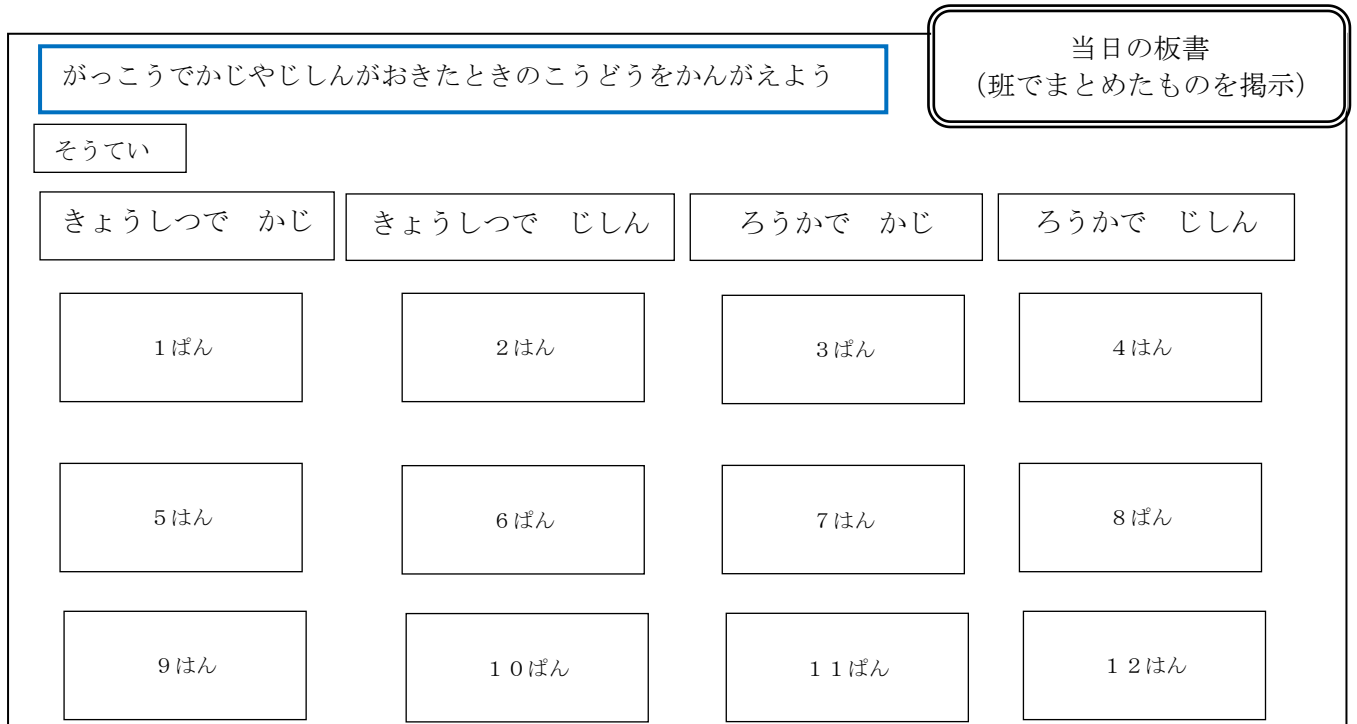 当日の板書
（班でまとめたものを掲示）
がっこうでかじやじしんがおきたときのこうどうをかんがえよう
そうてい
きょうしつで　かじ
きょうしつで　じしん
ろうかで　かじ
ろうかで　じしん
１ぱん
２はん
３ぱん
４はん
５はん
６ぱん
７はん
８ぱん
９はん
１０ぱん
１１ぱん
１２はん